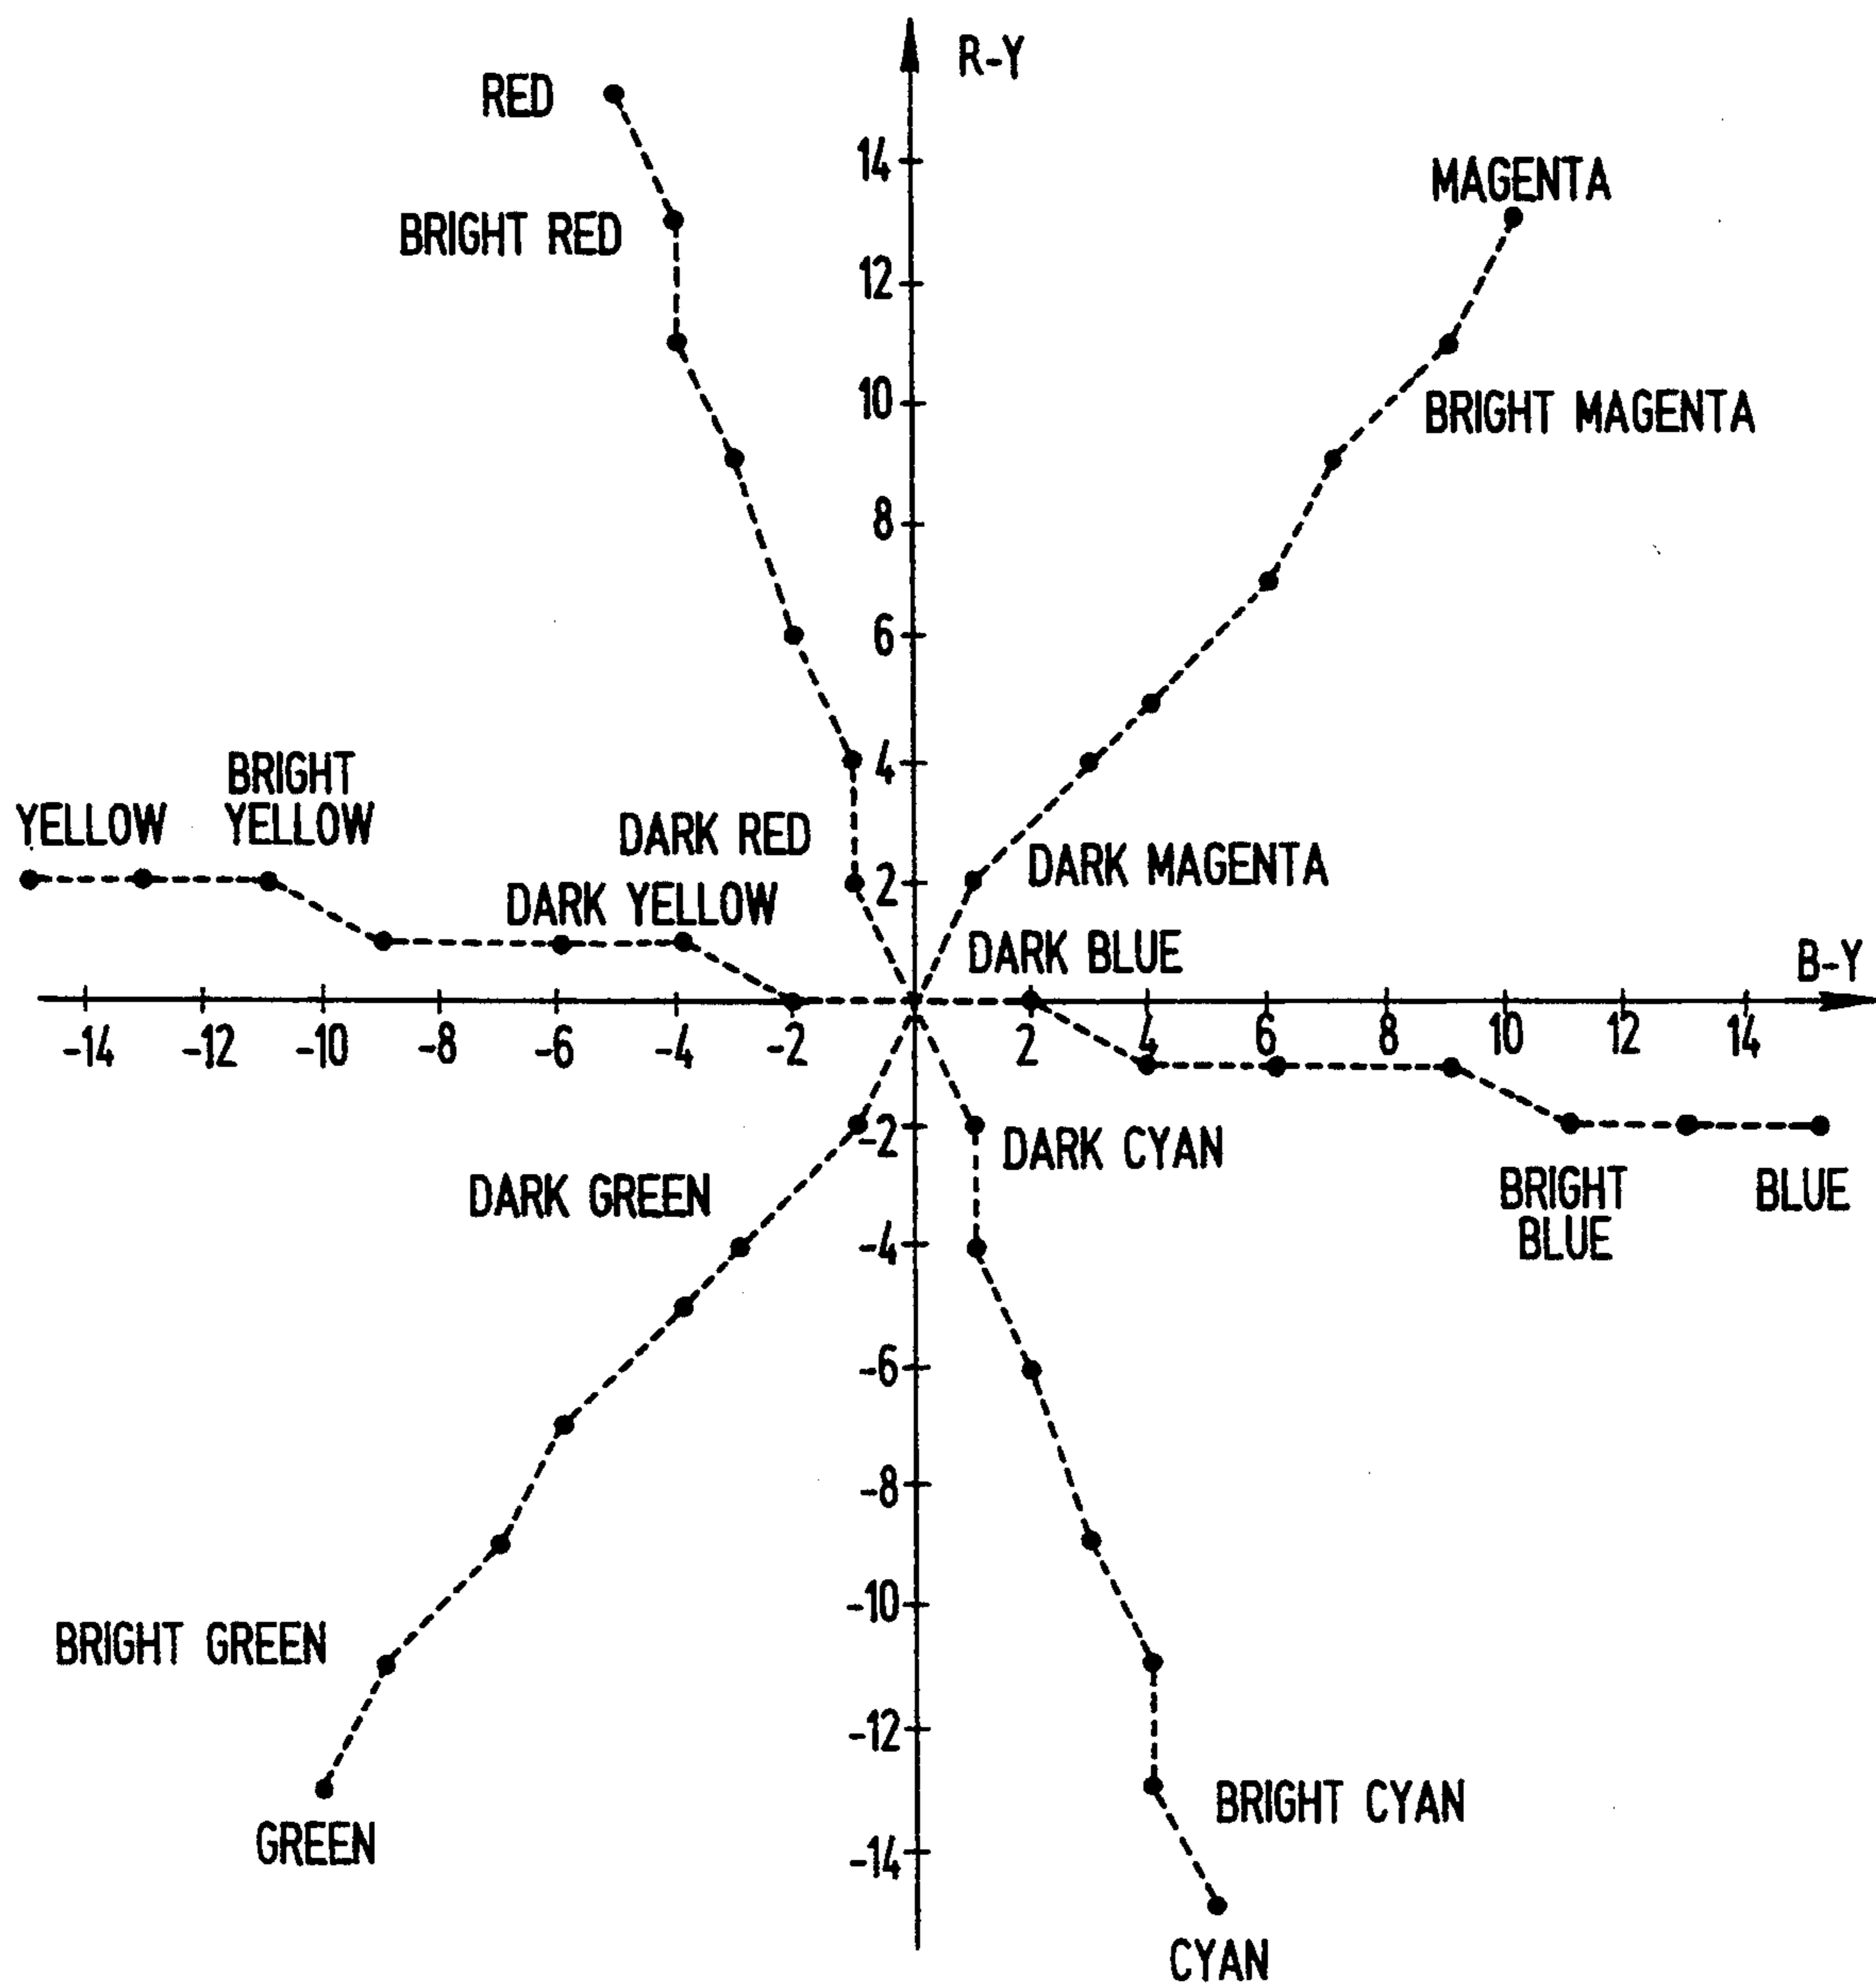 R-Y
RED
14
MAGENTA
BRIGHT RED
12
10
BRIGHT MAGENTA
8
6
4
BRIGHT
YELLOW
YELLOW
DARK RED
DARK MAGENTA
2
DARK YELLOW
DARK BLUE
B-Y
-14 -12 -10 -8 -6 -4 -2 2 4 6 8 10 12 14
-2
DARK CYAN
DARK GREEN
BRIGHT
BLUE
BLUE
-4
-6
-8
-10
BRIGHT GREEN
-12
BRIGHT CYAN
GREEN
-14
CYAN